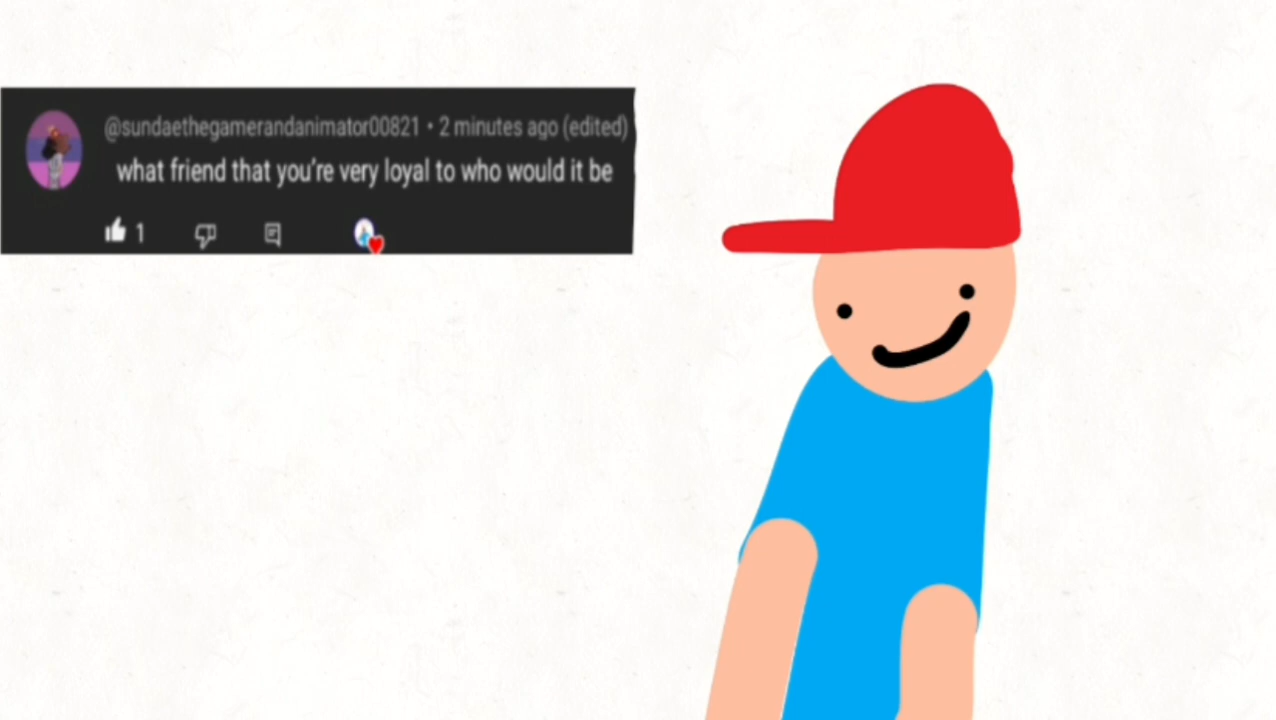 @sundaethegamerandanimator00821 • 2 minutes ago (edited)
what friend that you're very loyal to who would it be
1